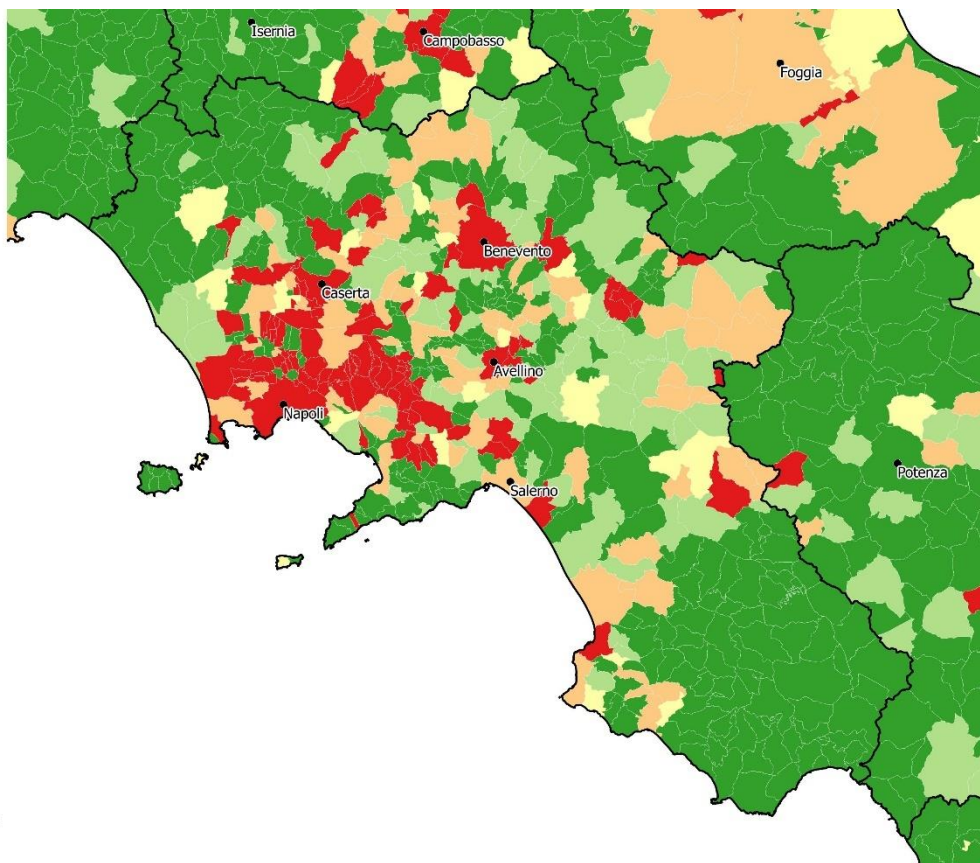 Isernia
Campobasso
Foggia
Benevento
Caserta
Avellino
Napoli
Potenza
Salerno